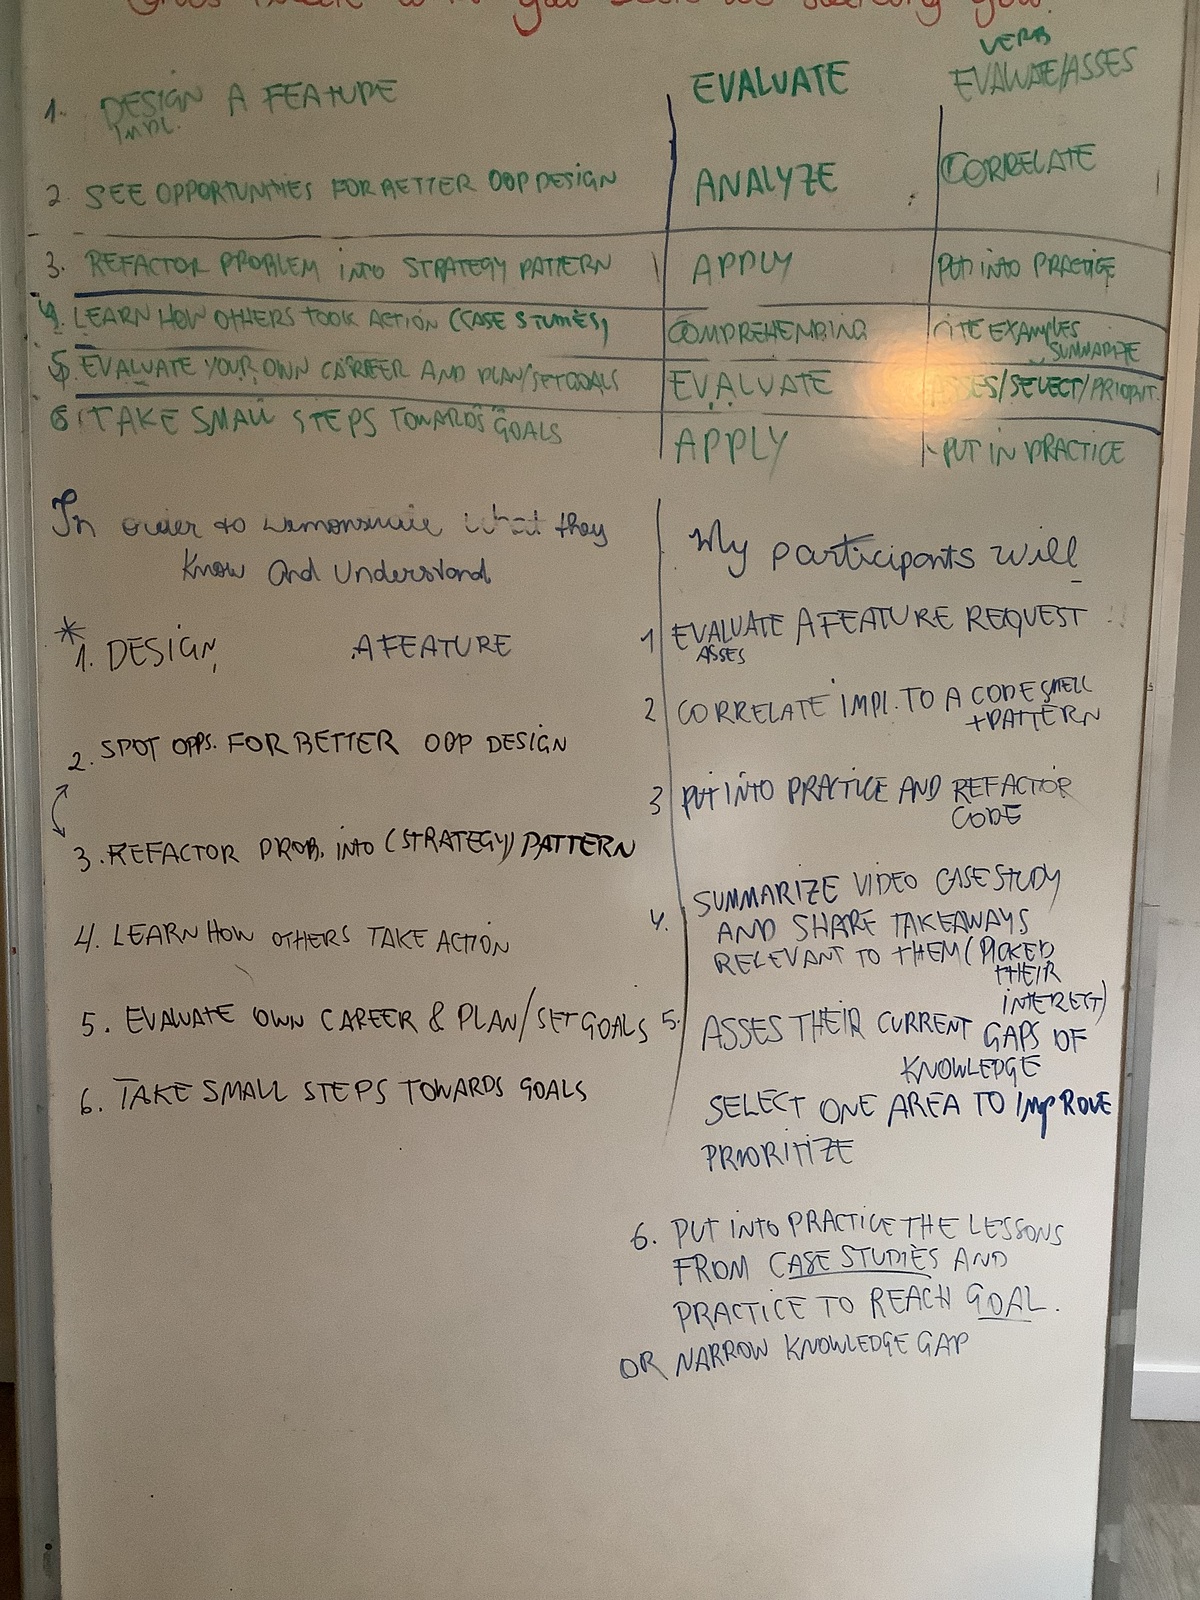 1. DESIGN A FEATURE EVALUATE VERB EVALUATE/ASSES
IMPL.
2. SEE OPPORTUNITIES FOR BETTER OOP DESIGN ANALYZE CORRELATE
3. REFACTOR PROBLEM INTO STRATEGY PATTERN APPLY PUT INTO PRACTICE
4. LEARN HOW OTHERS TOOK ACTION (CASE STUDIES) COMPREHENDING CITE EXAMPLES, SUMMARIZE
5. EVALUATE YOUR OWN CARREER AND PLAN/SET GOALS EVALUATE ASSES/SELECT/PRIORIT.
6 TAKE SMALL STEPS TOWARDS GOALS APPLY PUT IN PRACTICE
In order to demonstrate what they
Know and Understand
* 1. DESIGN, A FEATURE
2. SPOT OPPS. FOR BETTER OOP DESIGN
3. REFACTOR PROB. INTO (STRATEGY) PATTERN
4. LEARN HOW OTHERS TAKE ACTION
5. EVALUATE OWN CAREER & PLAN/SET GOALS
6. TAKE SMALL STEPS TOWARDS GOALS
My participants will
1 EVALUATE A FEATURE REQUEST
ASSES
2 CORRELATE IMPL. TO A CODE SMELL
+PATTERN
3 PUT INTO PRACTICE AND REFACTOR
CODE
4. SUMMARIZE VIDEO CASE STUDY
AND SHARE TAKEAWAYS
RELEVANT TO THEM (PICKED
THEIR
INTEREST)
5. ASSES THEIR CURRENT GAPS OF
KNOWLEDGE
SELECT ONE AREA TO IMPROVE
PRIORITIZE
6. PUT INTO PRACTICE THE LESSONS
FROM CASE STUDIES AND
PRACTICE TO REACH GOAL.
OR NARROW KNOWLEDGE GAP